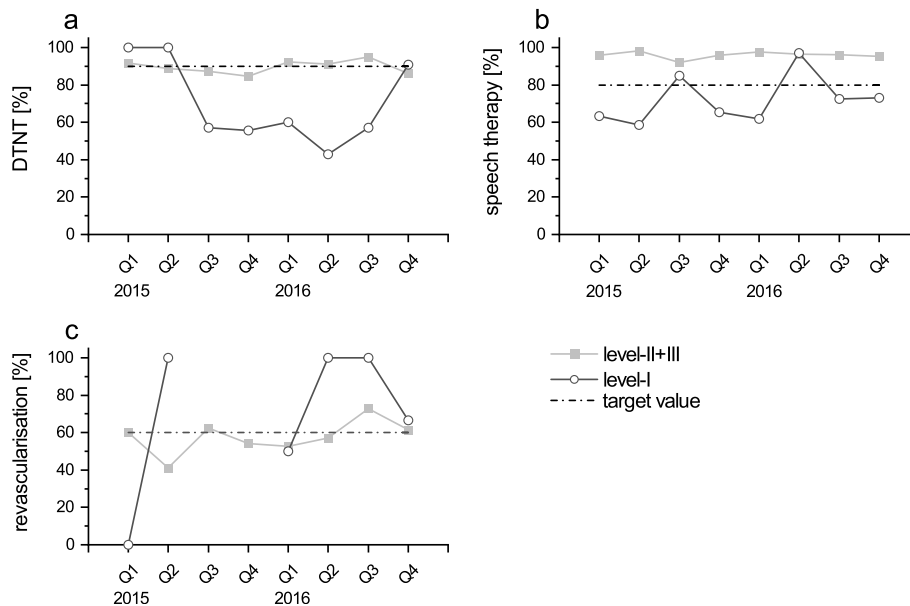 a
DTNT [%]
100
80
60
40
20
0
Q1 Q2 Q3 Q4 Q1 Q2 Q3 Q4
2015 2016
b
speech therapy [%]
100
80
60
40
20
0
Q1 Q2 Q3 Q4 Q1 Q2 Q3 Q4
2015 2016
c
revascularisation [%]
100
80
60
40
20
0
Q1 Q2 Q3 Q4 Q1 Q2 Q3 Q4
2015 2016
level-II+III
level-I
target value